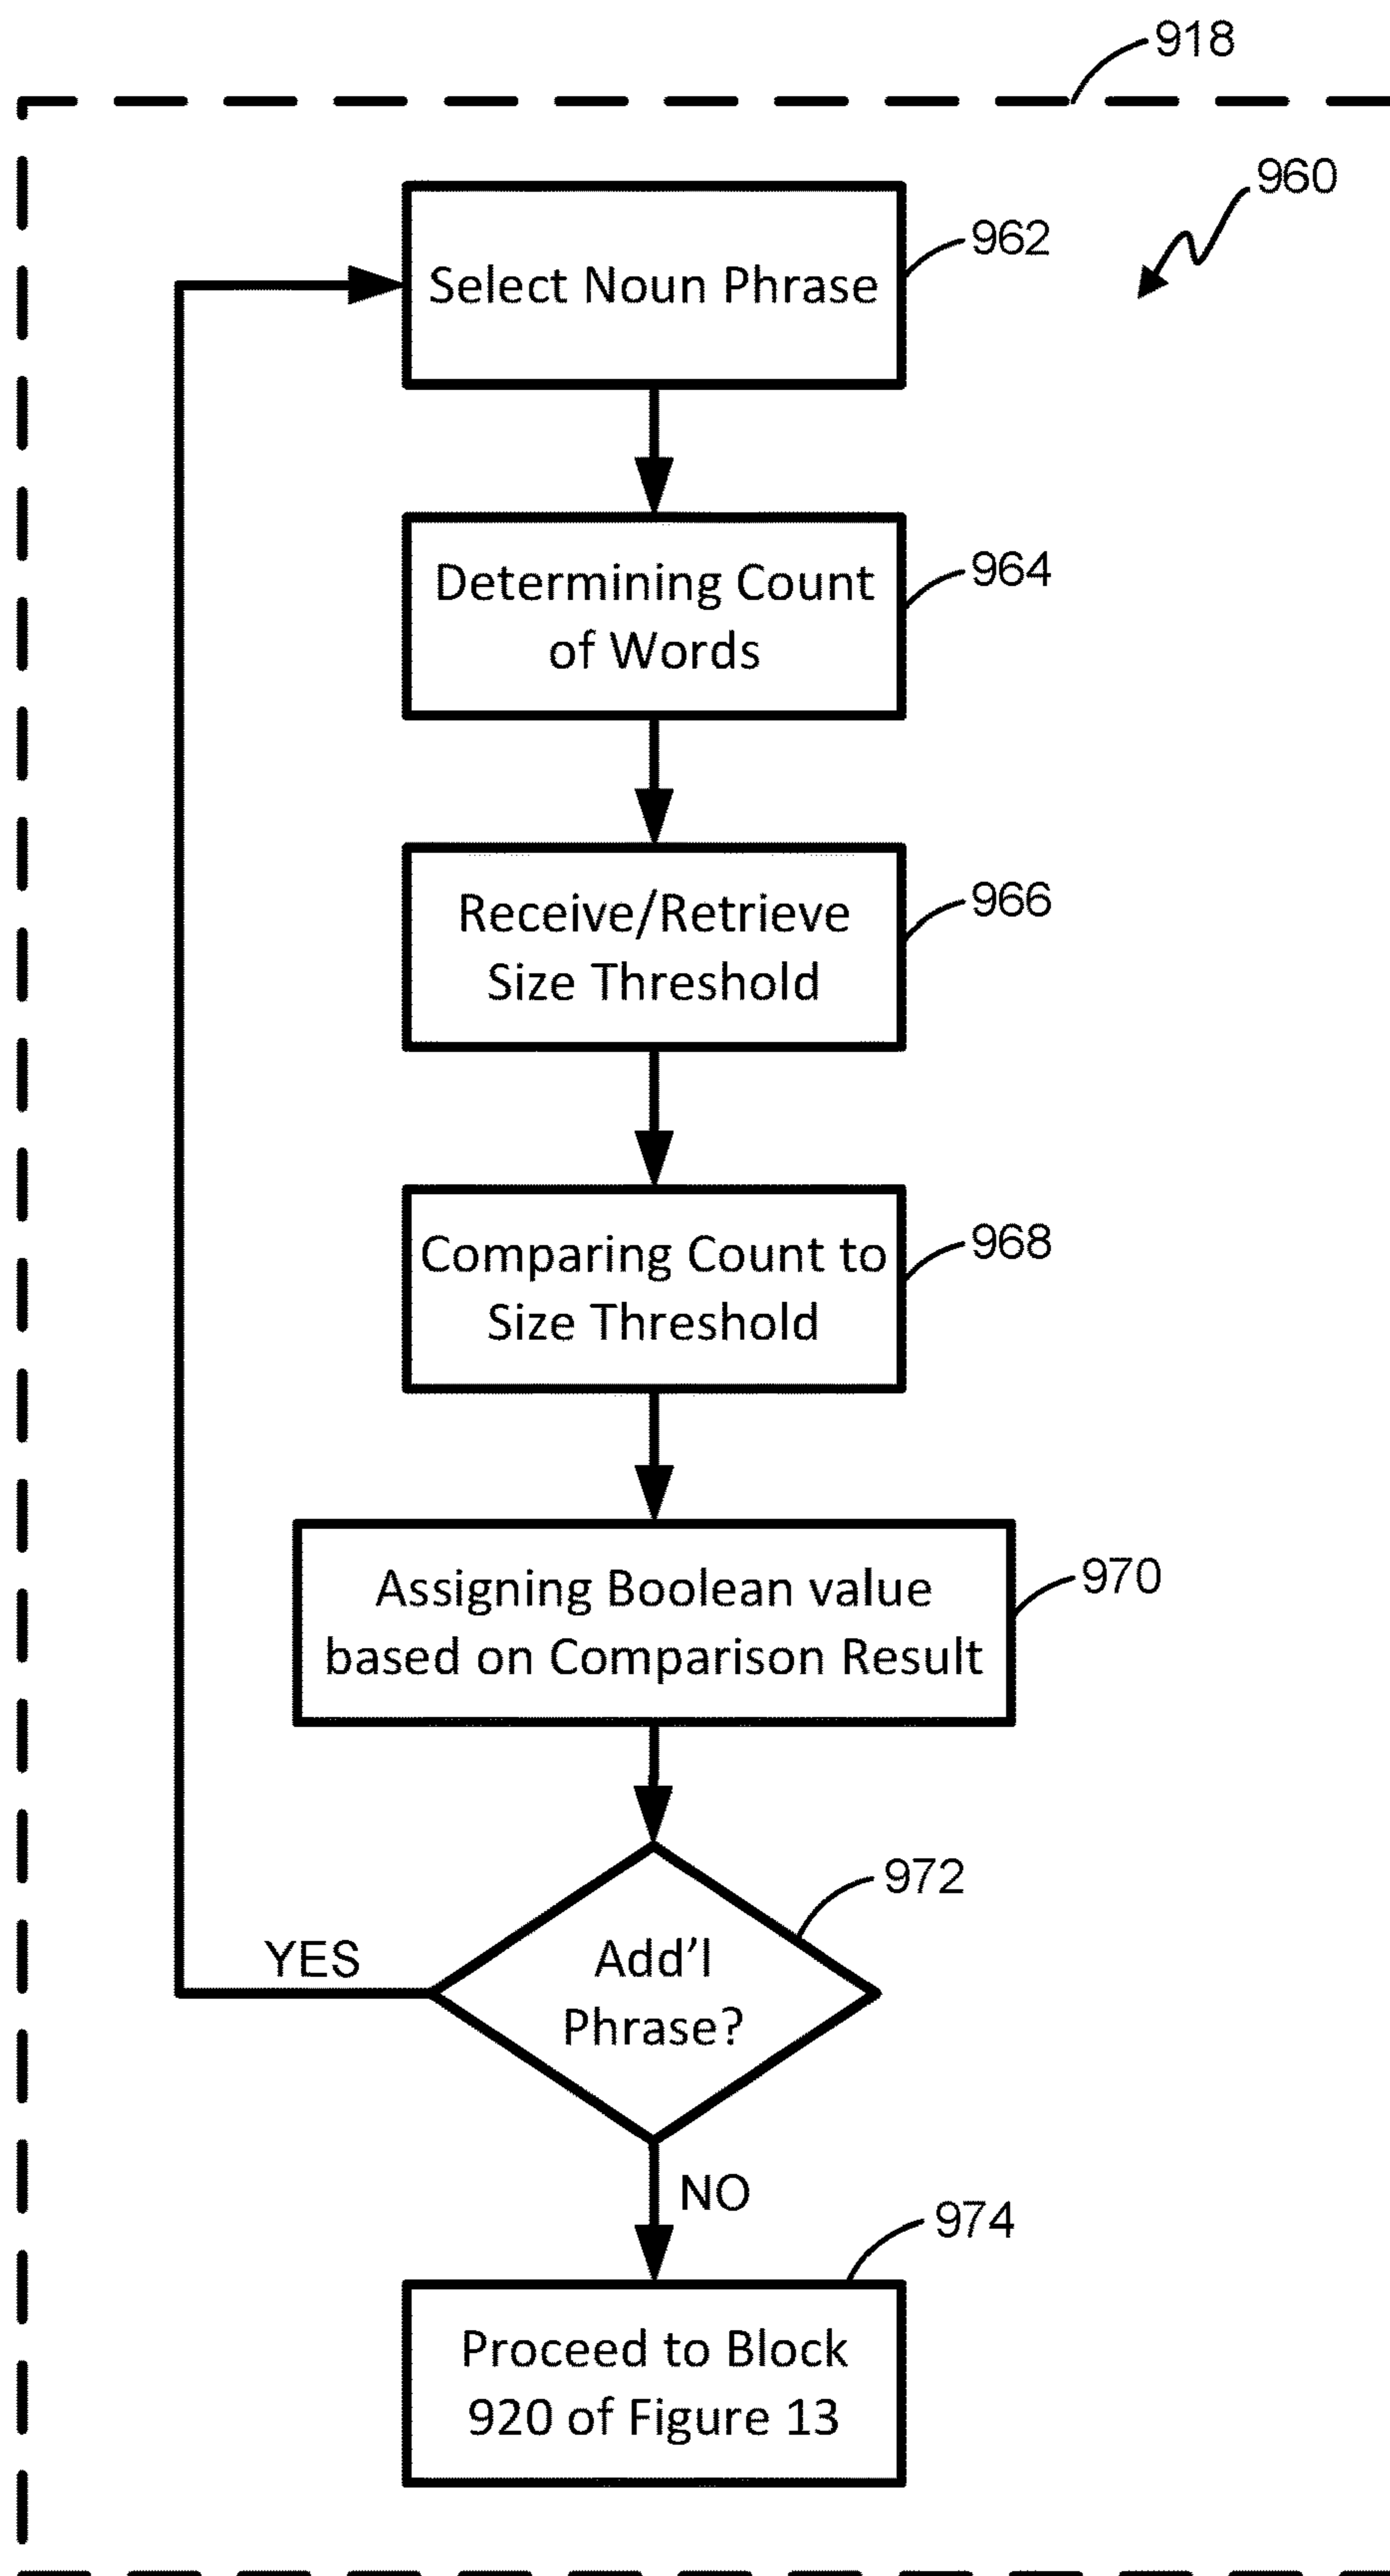 918
960
Select Noun Phrase
962
Determining Count
of Words
964
Receive/Retrieve
Size Threshold
966
Comparing Count to
Size Threshold
968
Assigning Boolean value
based on Comparison Result
970
972
Add’l
Phrase?
YES
NO
974
Proceed to Block
920 of Figure 13